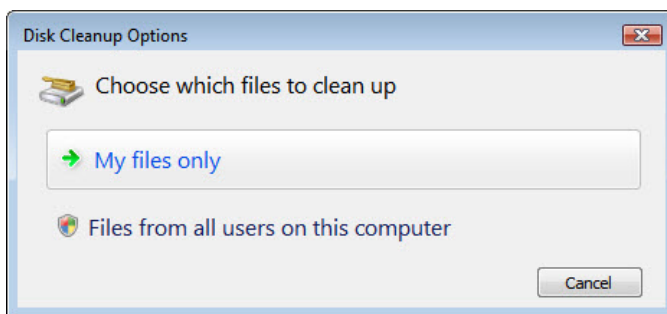 Disk Cleanup Options
Choose which files to clean up
My files only
Files from all users on this computer
Cancel